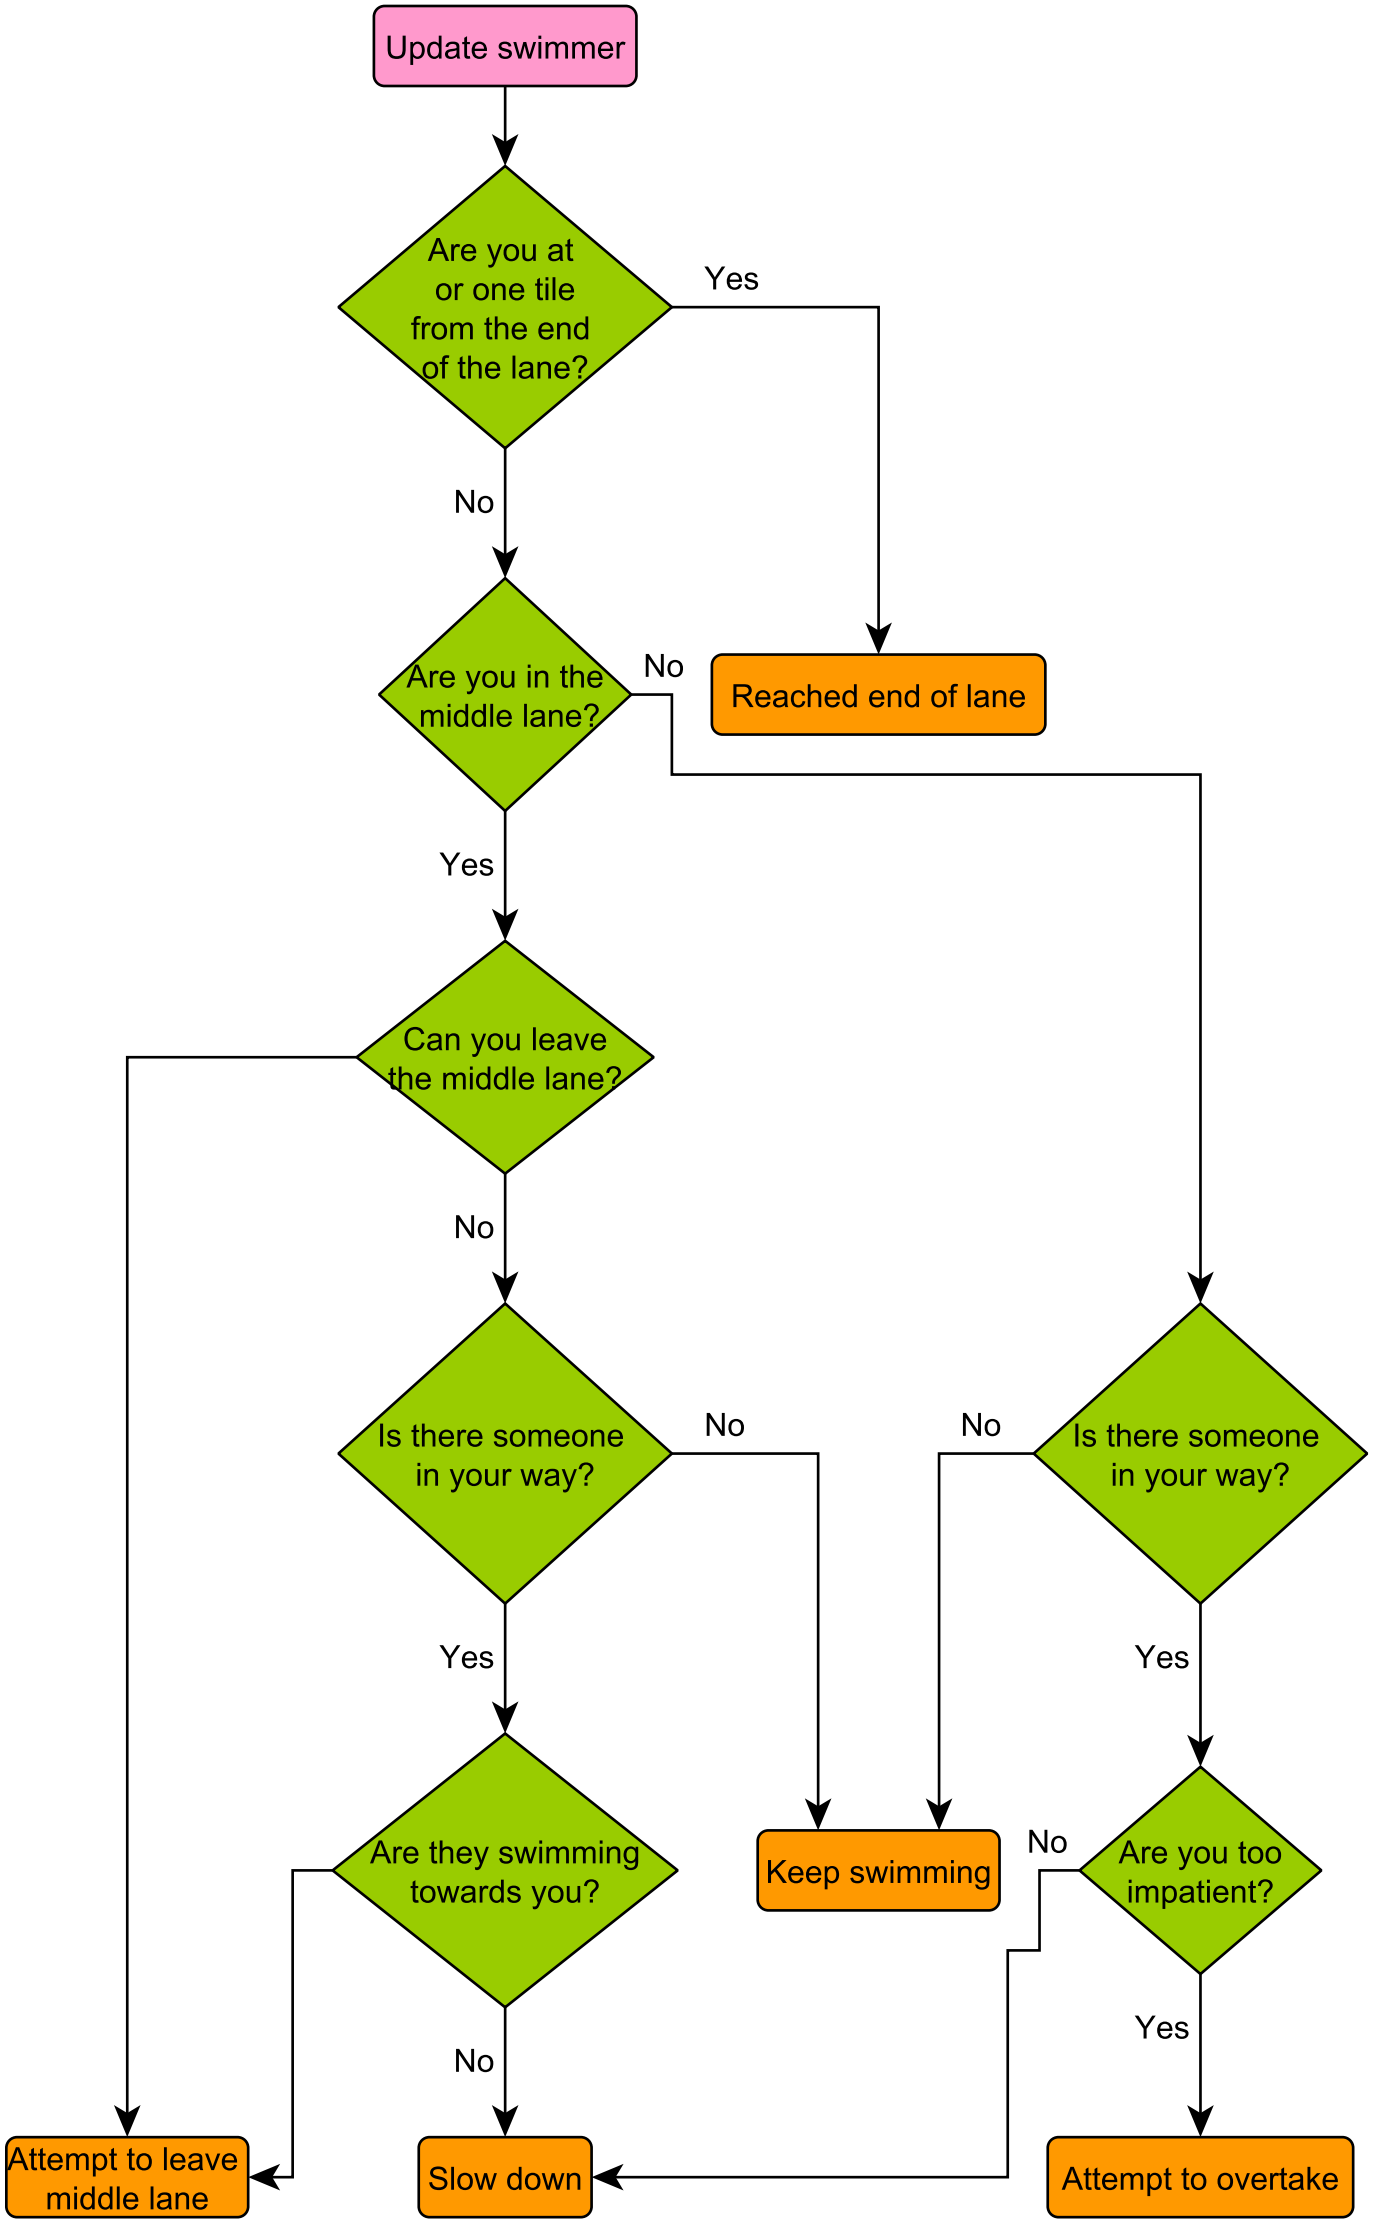 Update swimmer
Are you at
or one tile
from the end
of the lane?
Yes
No
Are you in the
middle lane?
No
Reached end of lane
Yes
Can you leave
the middle lane?
No
Is there someone
in your way?
No
No
Is there someone
in your way?
Yes
Yes
Are they swimming
towards you?
Keep swimming
No
Are you too
impatient?
No
Yes
Attempt to leave
middle lane
Slow down
Attempt to overtake